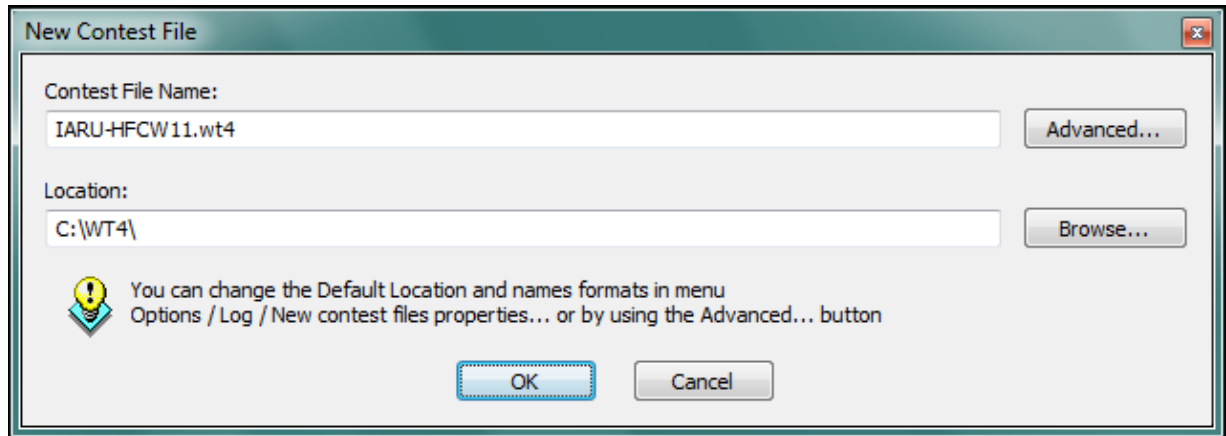 New Contest File
Contest File Name:
IARU-HFCW11.wt4
Advanced...
Location:
C:\WT4\
Browse...
You can change the Default Location and names formats in menu
Options / Log / New contest files properties... or by using the Advanced... button
OK
Cancel